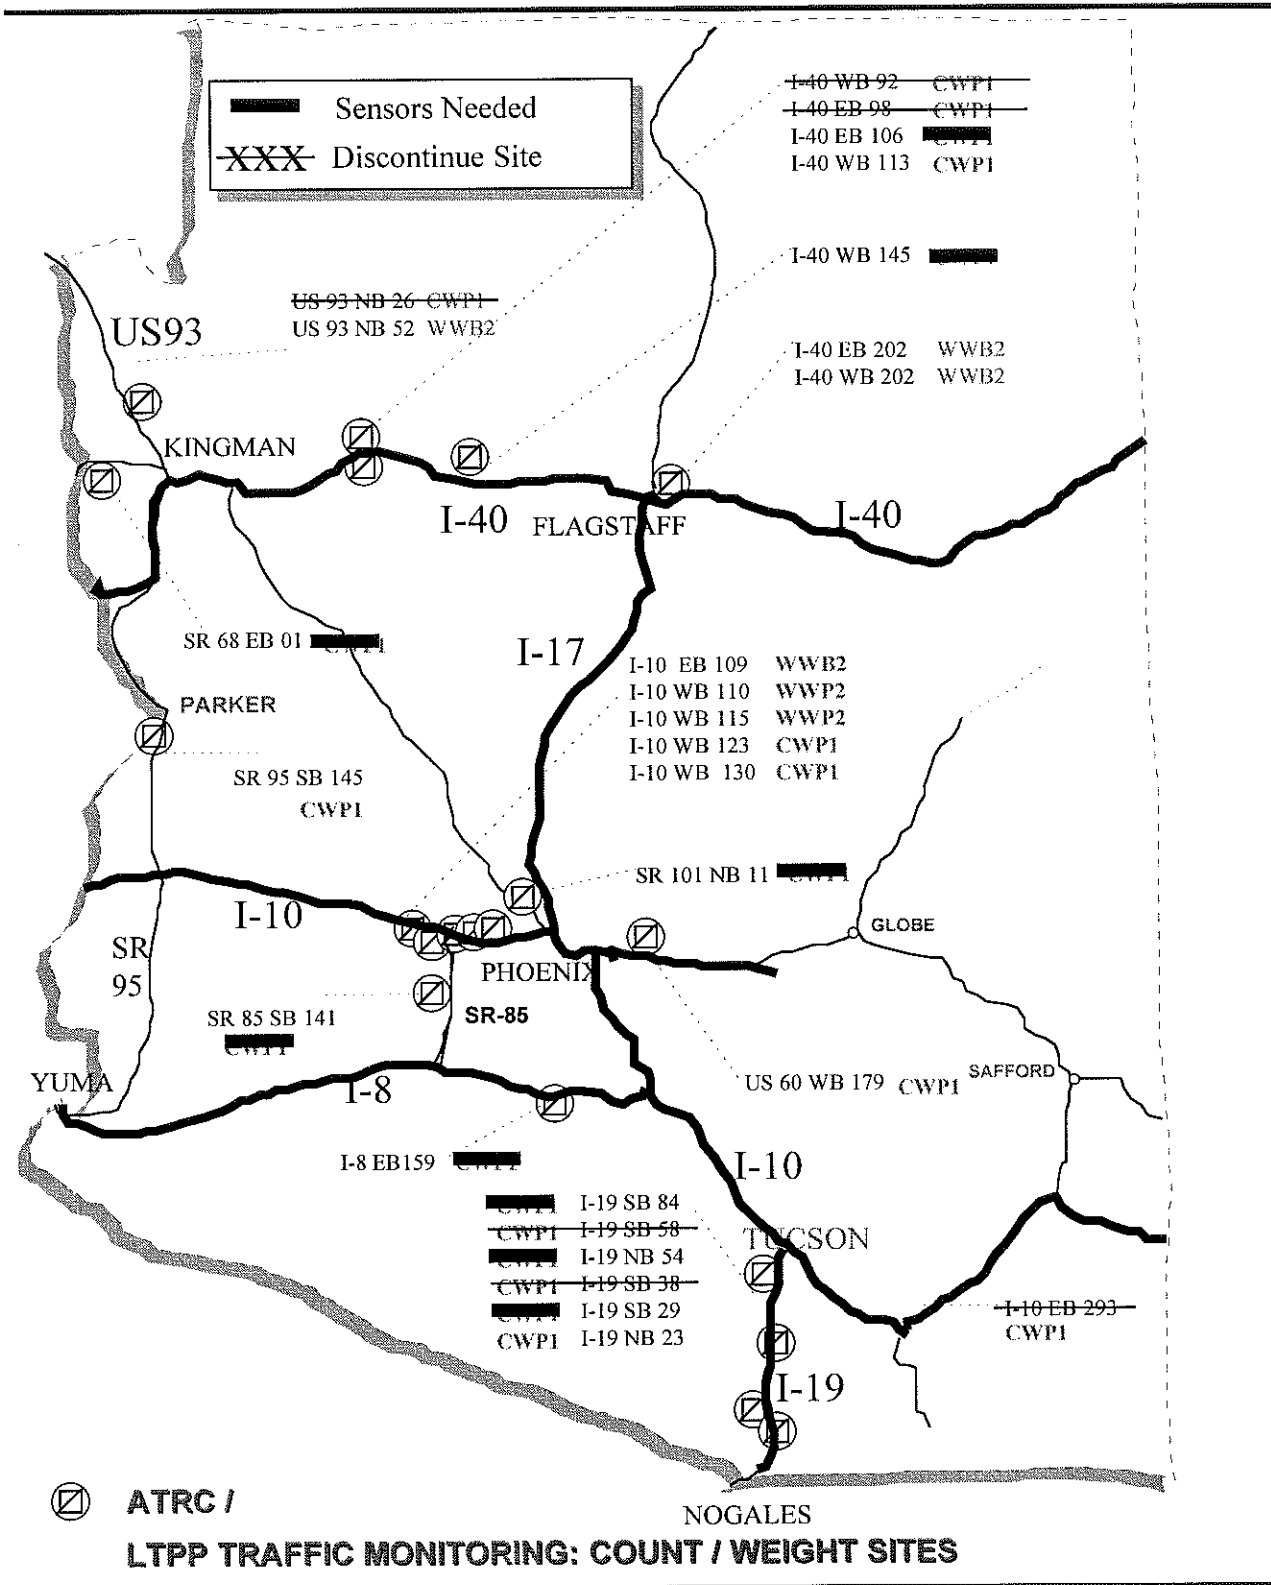 Sensors Needed
XXX Discontinue Site
I-40 WB 92 CWP1
I-40 EB 98 CWP1
I-40 EB 106
I-40 WB 113 CWP1
I-40 WB 145
US 93 NB 26 CWP1
US 93 NB 52 WWB2
US93
I-40 EB 202 WWB2
I-40 WB 202 WWB2
KINGMAN
I-40
FLAGSTAFF
I-40
SR 68 EB 01
I-17
I-10 EB 109 WWB2
I-10 WB 110 WWP2
I-10 WB 115 WWP2
I-10 WB 123 CWP1
I-10 WB 130 CWP1
PARKER
SR 95 SB 145
CWP1
SR 101 NB 11
I-10
GLOBE
SR
95
PHOENIX
SR-85
SR 85 SB 141
YUMA
I-8
US 60 WB 179 CWP1
SAFFORD
I-8 EB159
I-10
I-19 SB 84
CWP1 I-19 SB 58
I-19 NB 54
CWP1 I-19 SB 38
I-19 SB 29
CWP1 I-19 NB 23
TUCSON
I-10 EB 293
CWP1
I-19
NOGALES
ATRC /
LTPP TRAFFIC MONITORING: COUNT / WEIGHT SITES